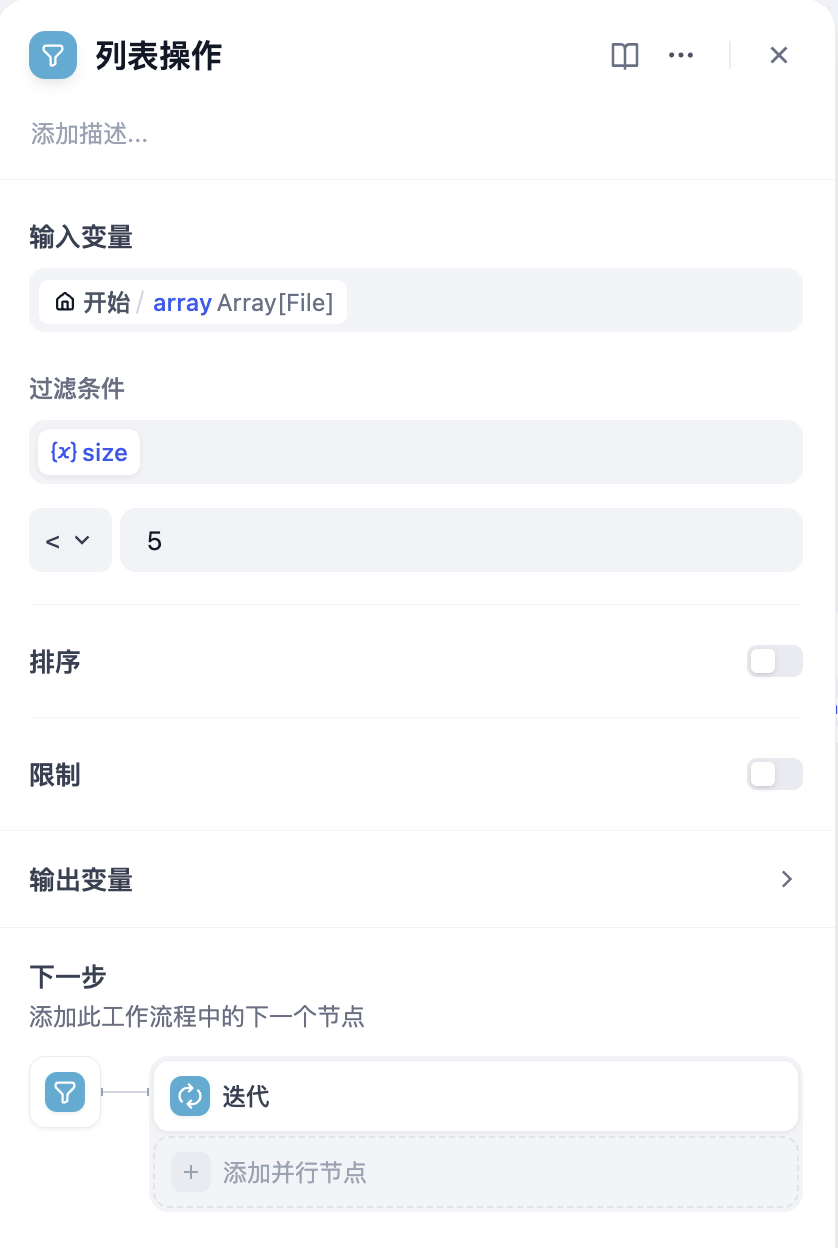 列表操作
添加描述...
输入变量
开始 / array Array[File]
过滤条件
{x} size
< 5
排序
限制
输出变量
下一步
添加此工作流程中的下一个节点
迭代
+ 添加并行节点